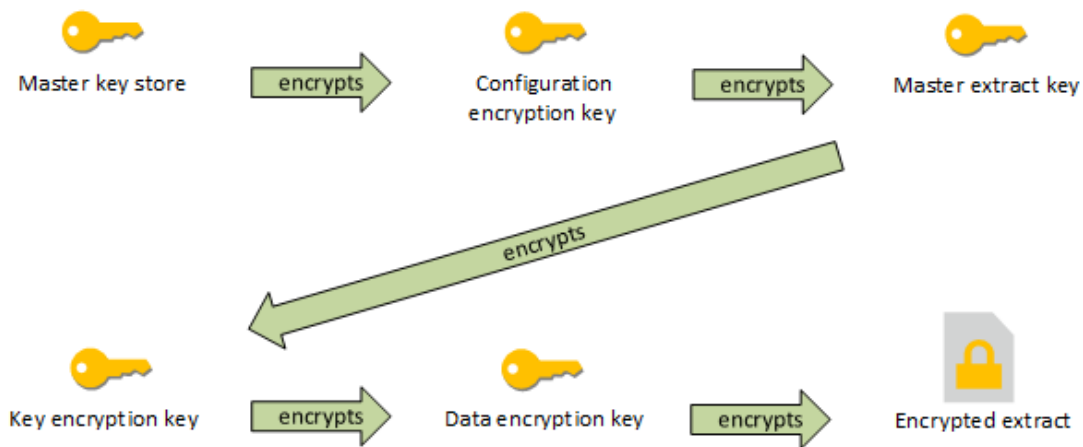 Master key store
encrypts
Configuration
encryption key
encrypts
Master extract key
encrypts
Key encryption key
encrypts
Data encryption key
encrypts
Encrypted extract